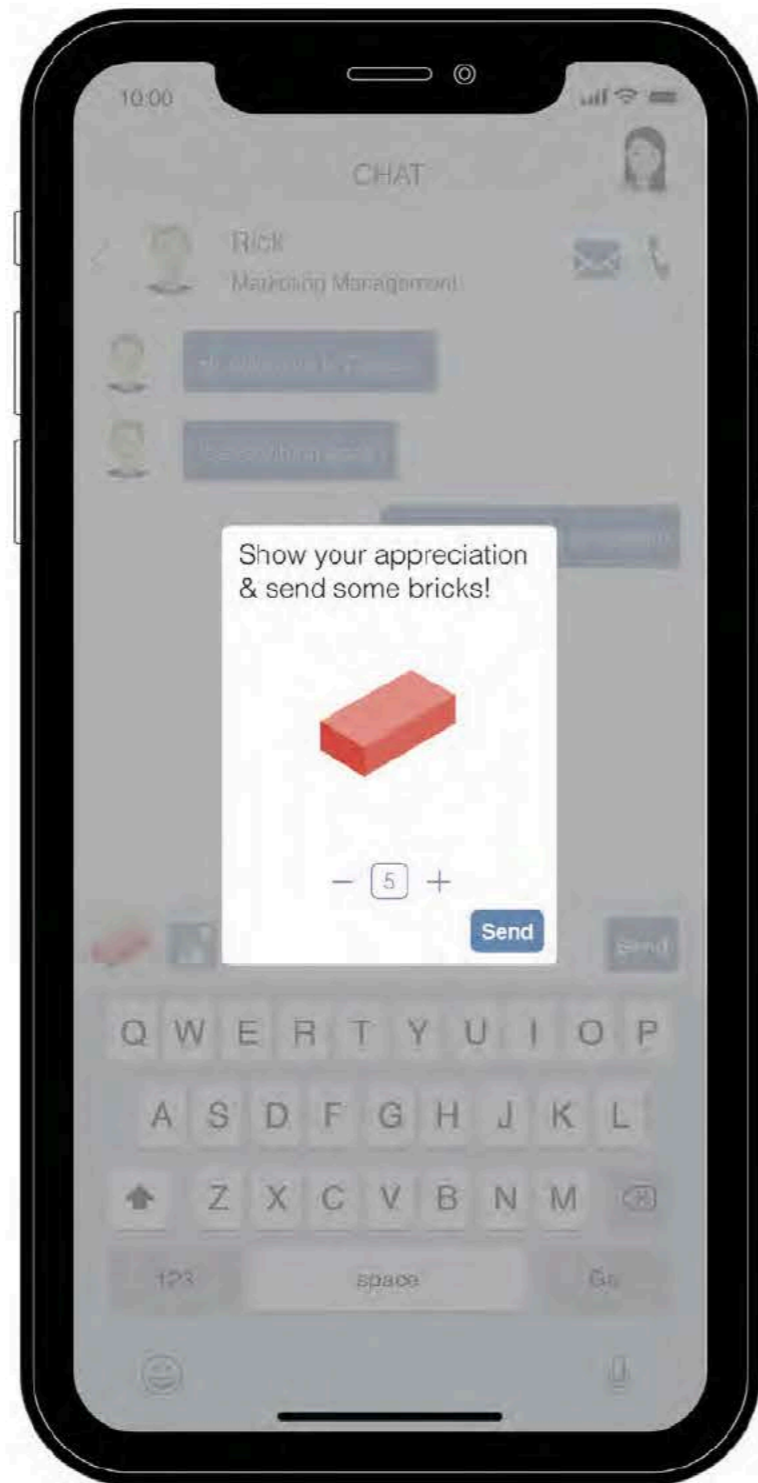 10:00
CHAT
Rick
Marketing Management
Show your appreciation
& send some bricks!
5
Send
Send
Q W E R T Y U I O P
A S D F G H J K L
Z X C V B N M
123 space Go